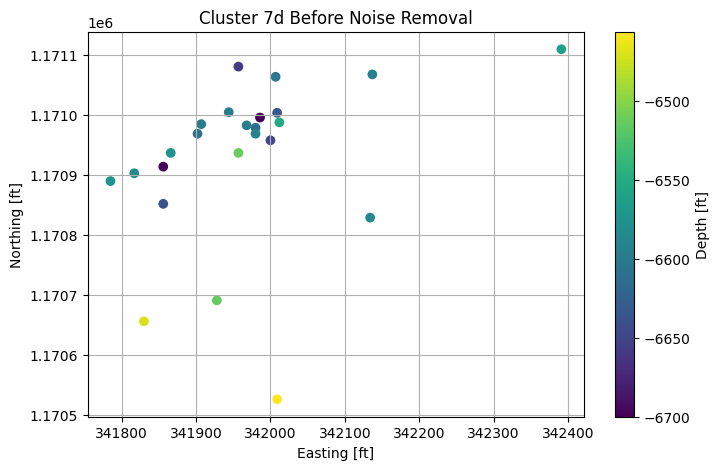 Cluster 7d Before Noise Removal
1e6
1.1711
1.1710
1.1709
1.1708
1.1707
1.1706
1.1705
Northing [ft]
341800 341900 342000 342100 342200 342300 342400
Easting [ft]
−6500
−6550
−6600
−6650
−6700
Depth [ft]